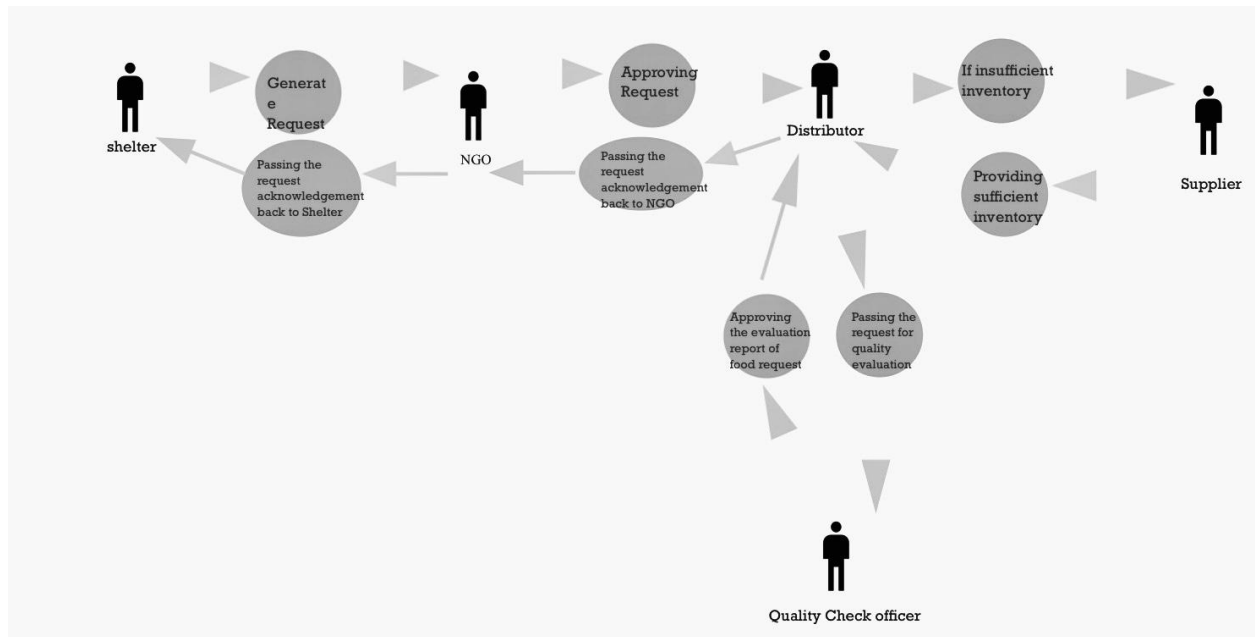 Generat
e
Request
Approving
Request
If insufficient
inventory
shelter
NGO
Distributor
Supplier
Passing the
request
acknowledgement
back to Shelter
Passing the
request
acknowledgement
back to NGO
Providing
sufficient
inventory
Approving
the evaluation
report of
food request
Passing the
request for
quality
evaluation
Quality Check officer